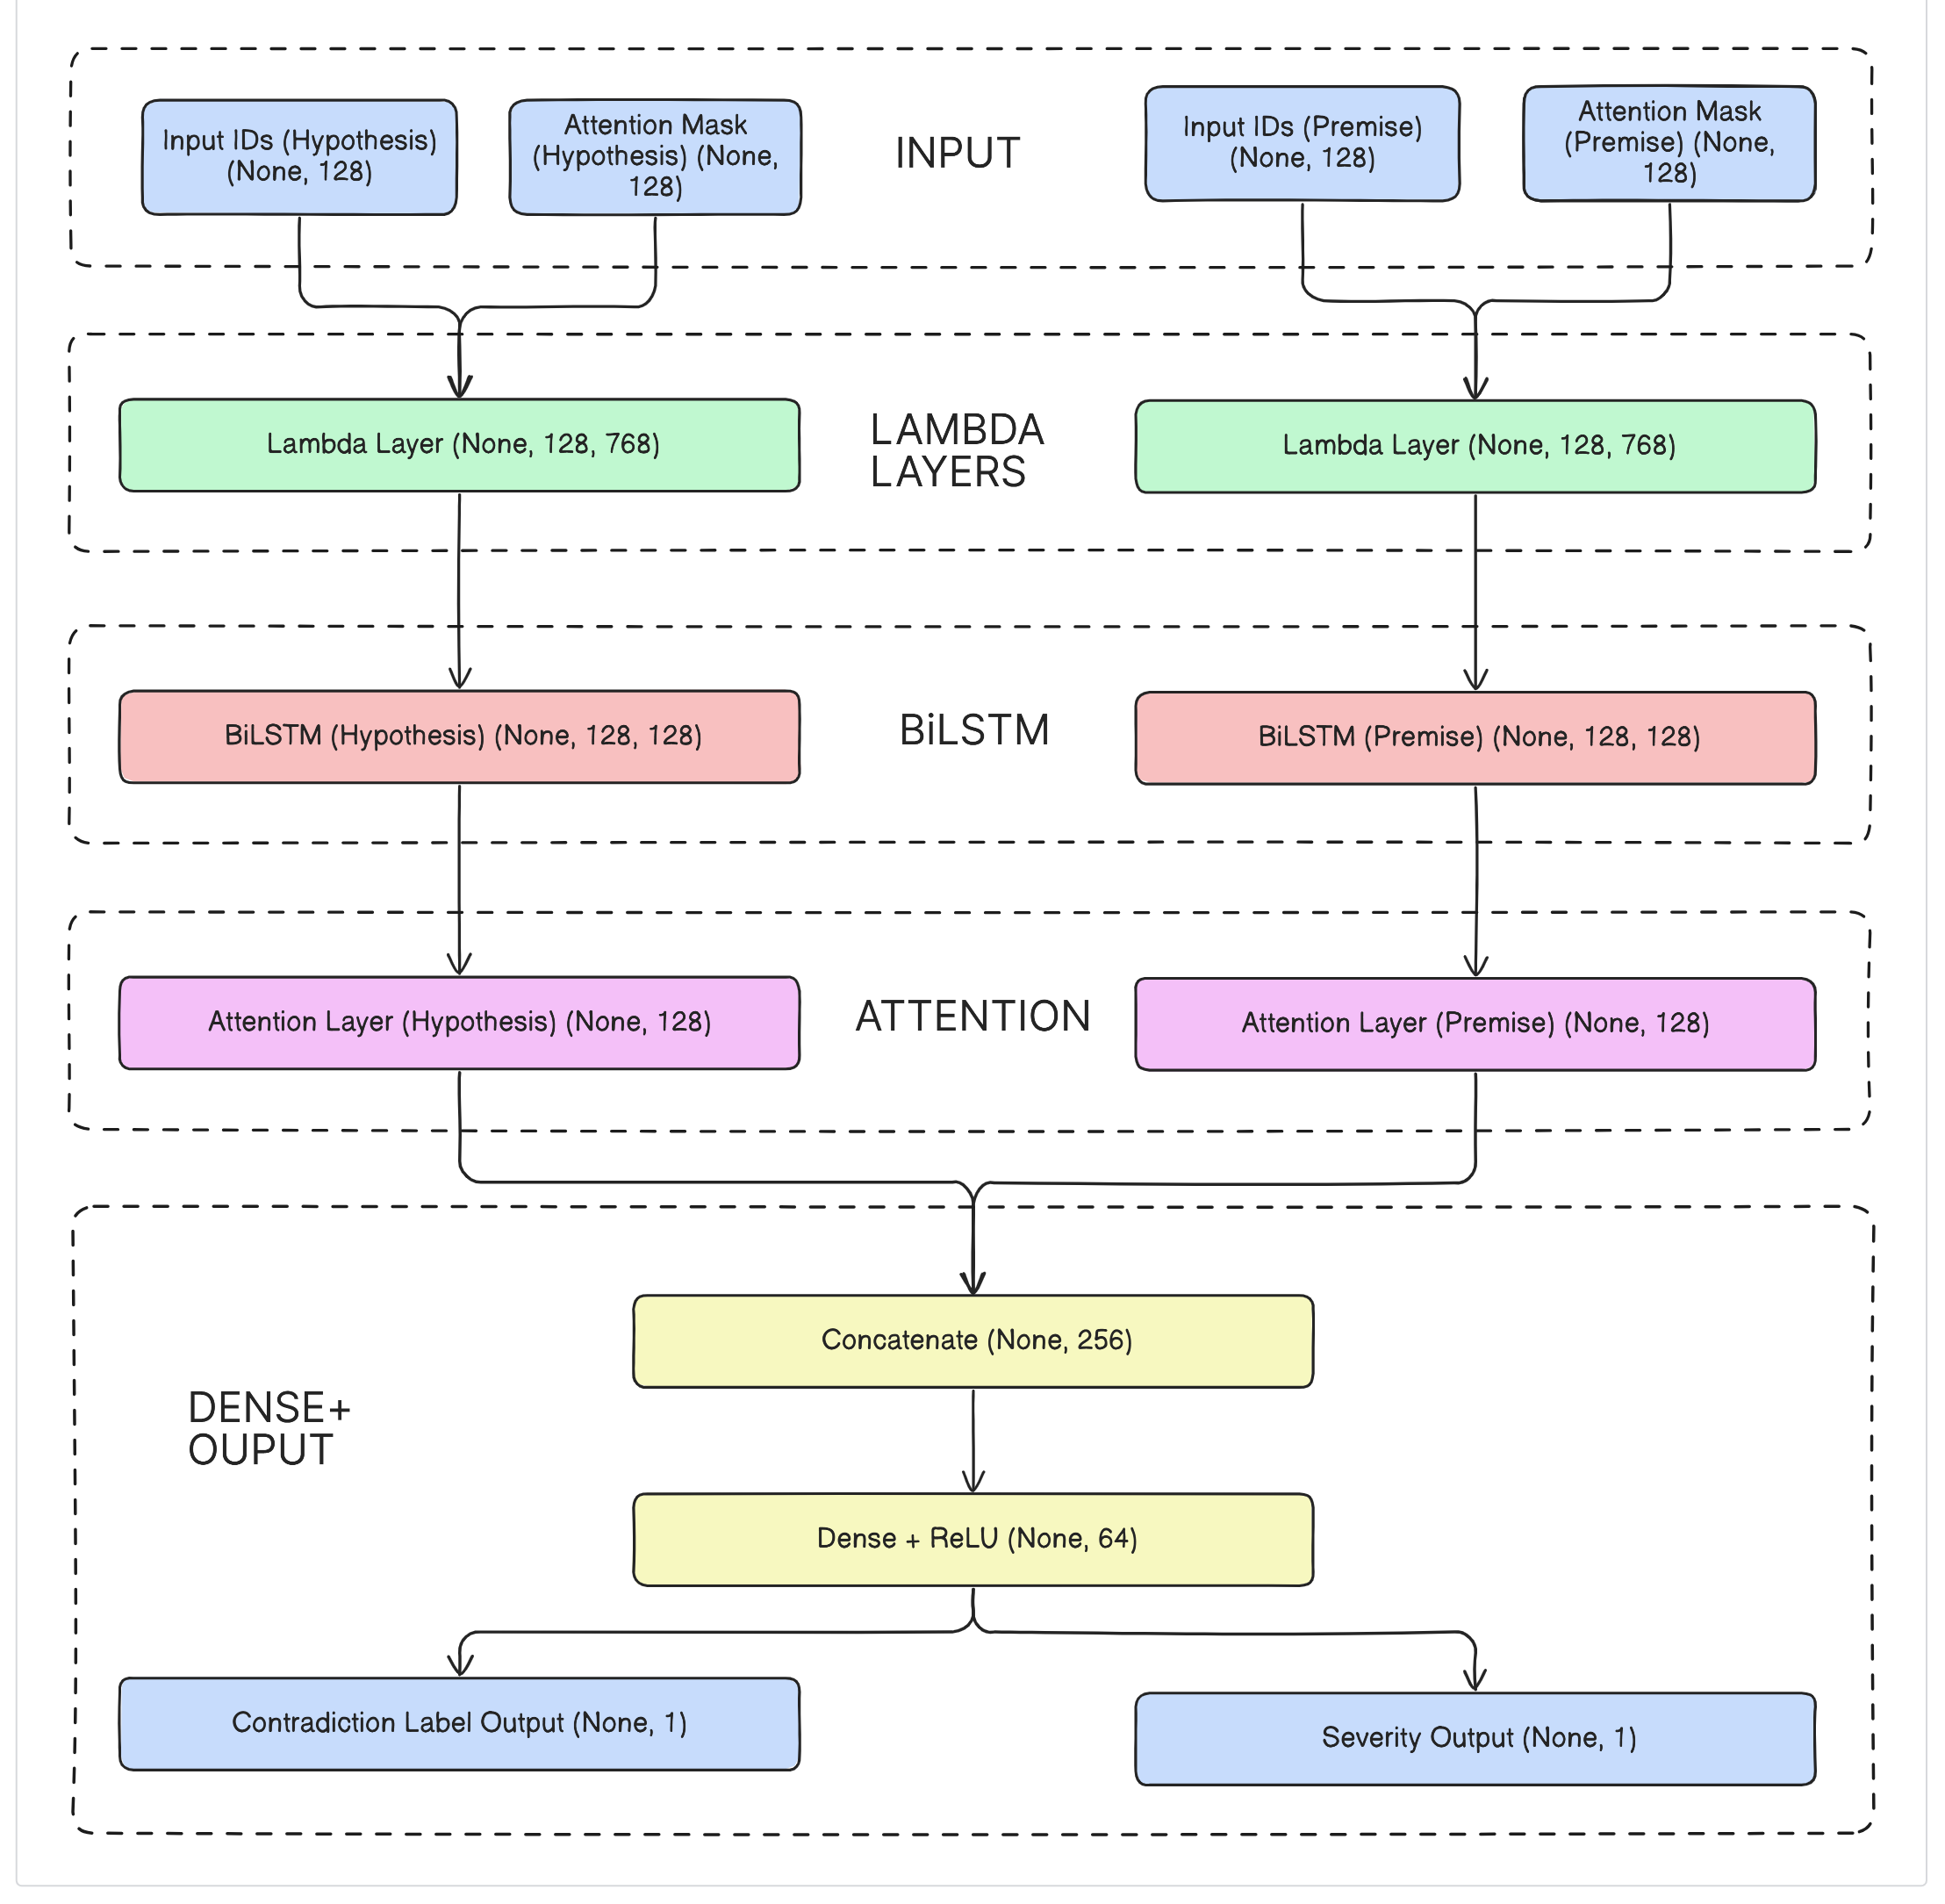 Input IDs (Hypothesis)
(None, 128)
Attention Mask
(Hypothesis) (None,
128)
INPUT
Input IDs (Premise)
(None, 128)
Attention Mask
(Premise) (None,
128)
Lambda Layer (None, 128, 768)
LAMBDA
LAYERS
Lambda Layer (None, 128, 768)
BiLSTM (Hypothesis) (None, 128, 128)
BiLSTM
BiLSTM (Premise) (None, 128, 128)
Attention Layer (Hypothesis) (None, 128)
ATTENTION
Attention Layer (Premise) (None, 128)
Concatenate (None, 256)
DENSE+
OUPUT
Dense + ReLU (None, 64)
Contradiction Label Output (None, 1)
Severity Output (None, 1)